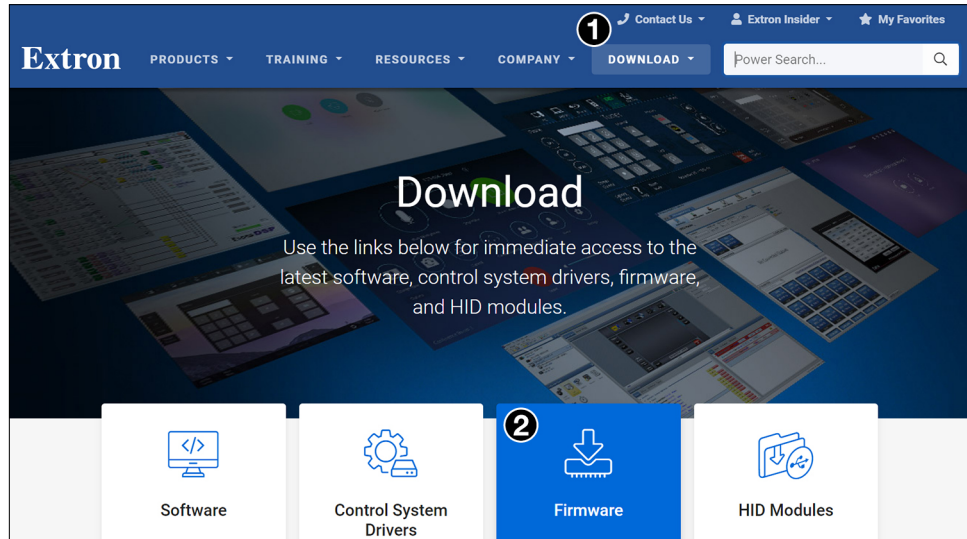 1
Contact Us
Extron Insider
My Favorites
Extron
PRODUCTS
TRAINING
RESOURCES
COMPANY
DOWNLOAD
Power Search...
Download
Use the links below for immediate access to the
latest software, control system drivers, firmware,
and HID modules.
2
</>
Software
Control System
Drivers
Firmware
HID Modules